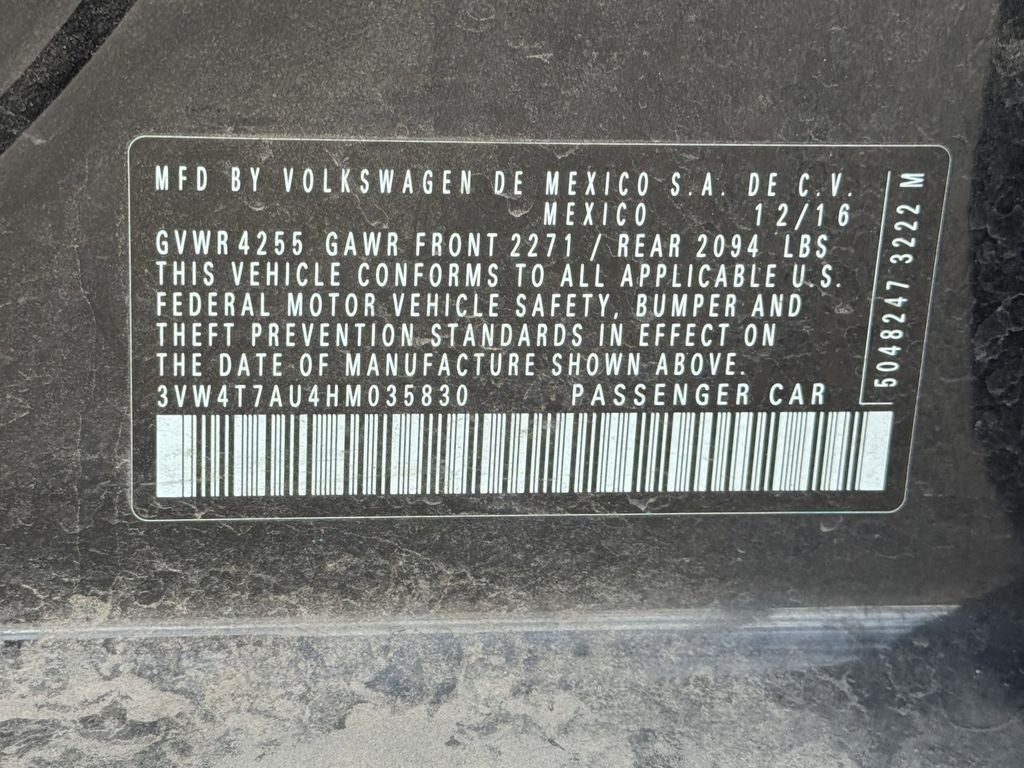 MFD BY VOLKSWAGEN DE MEXICO S.A. DE C.V.
MEXICO 12/16
GVWR 4255 GAWR FRONT 2271 / REAR 2094 LBS
THIS VEHICLE CONFORMS TO ALL APPLICABLE U.S.
FEDERAL MOTOR VEHICLE SAFETY, BUMPER AND
THEFT PREVENTION STANDARDS IN EFFECT ON
THE DATE OF MANUFACTURE SHOWN ABOVE.
3VW4T7AU4HM035830 PASSENGER CAR
5048247 3222 M